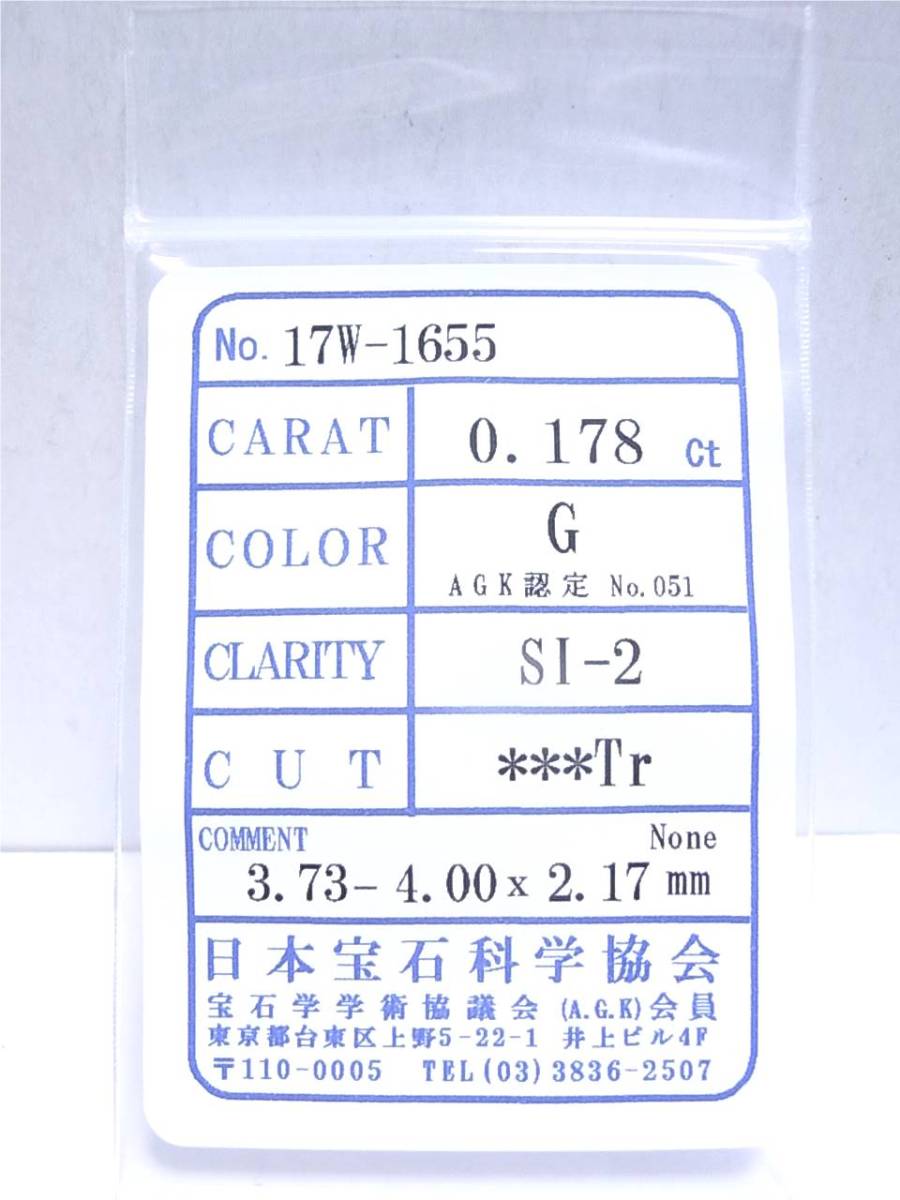 No. 17W-1655
CARAT 0.178 Ct
COLOR G
AGK認定 No.051
CLARITY SI-2
CUT ***Tr
COMMENT None
3.73- 4.00 x 2.17 mm
日本宝石科学協会
宝石学学術協議会 (A.G.K)会員
東京都台東区上野5-22-1 井上ビル4F
〒110-0005 TEL(03)3836-2507